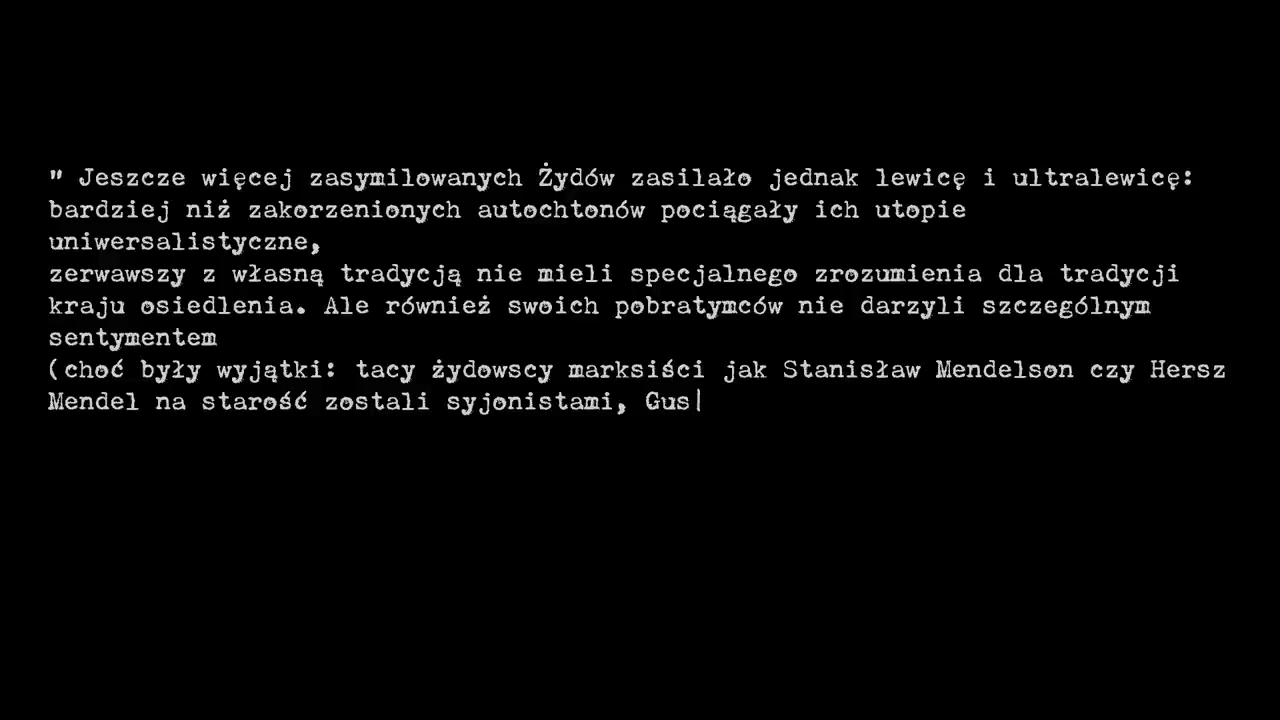 " Jeszcze więcej zasymilowanych Żydów zasilało jednak lewicę i ultralewicę:
bardziej niż zakorzenionych autochtonów pociągały ich utopie
uniwersalistyczne,
zerwawszy z własną tradycją nie mieli specjalnego zrozumienia dla tradycji
kraju osiedlenia. Ale również swoich pobratymców nie darzyli szczególnym
sentymentem
(choć były wyjątki: tacy żydowscy marksiści jak Stanisław Mendelson czy Hersz
Mendel na starość zostali syjonistami, Gus|